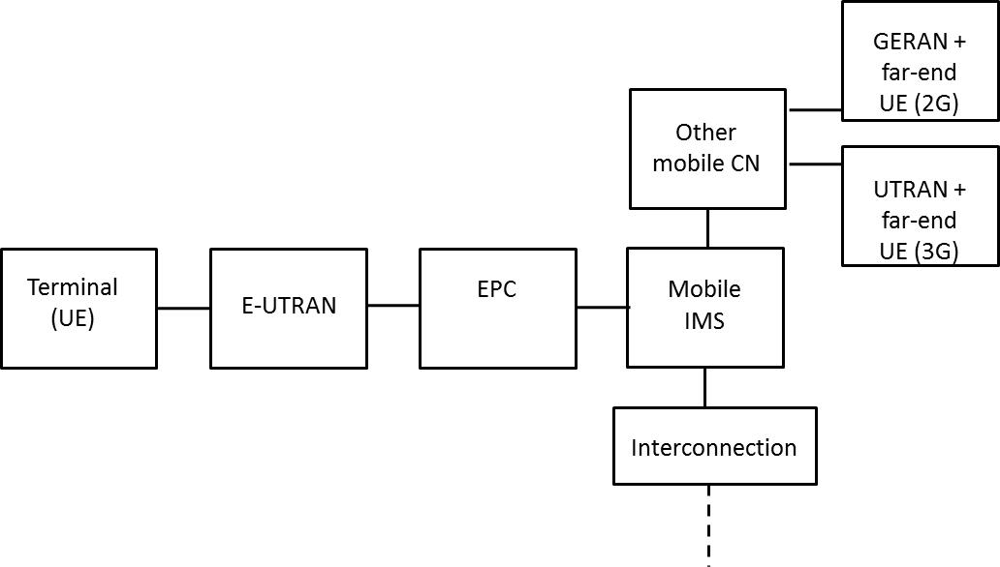 GERAN +
far-end
UE (2G)
Other
mobile CN
UTRAN +
far-end
UE (3G)
Terminal
(UE)
E-UTRAN
EPC
Mobile
IMS
Interconnection